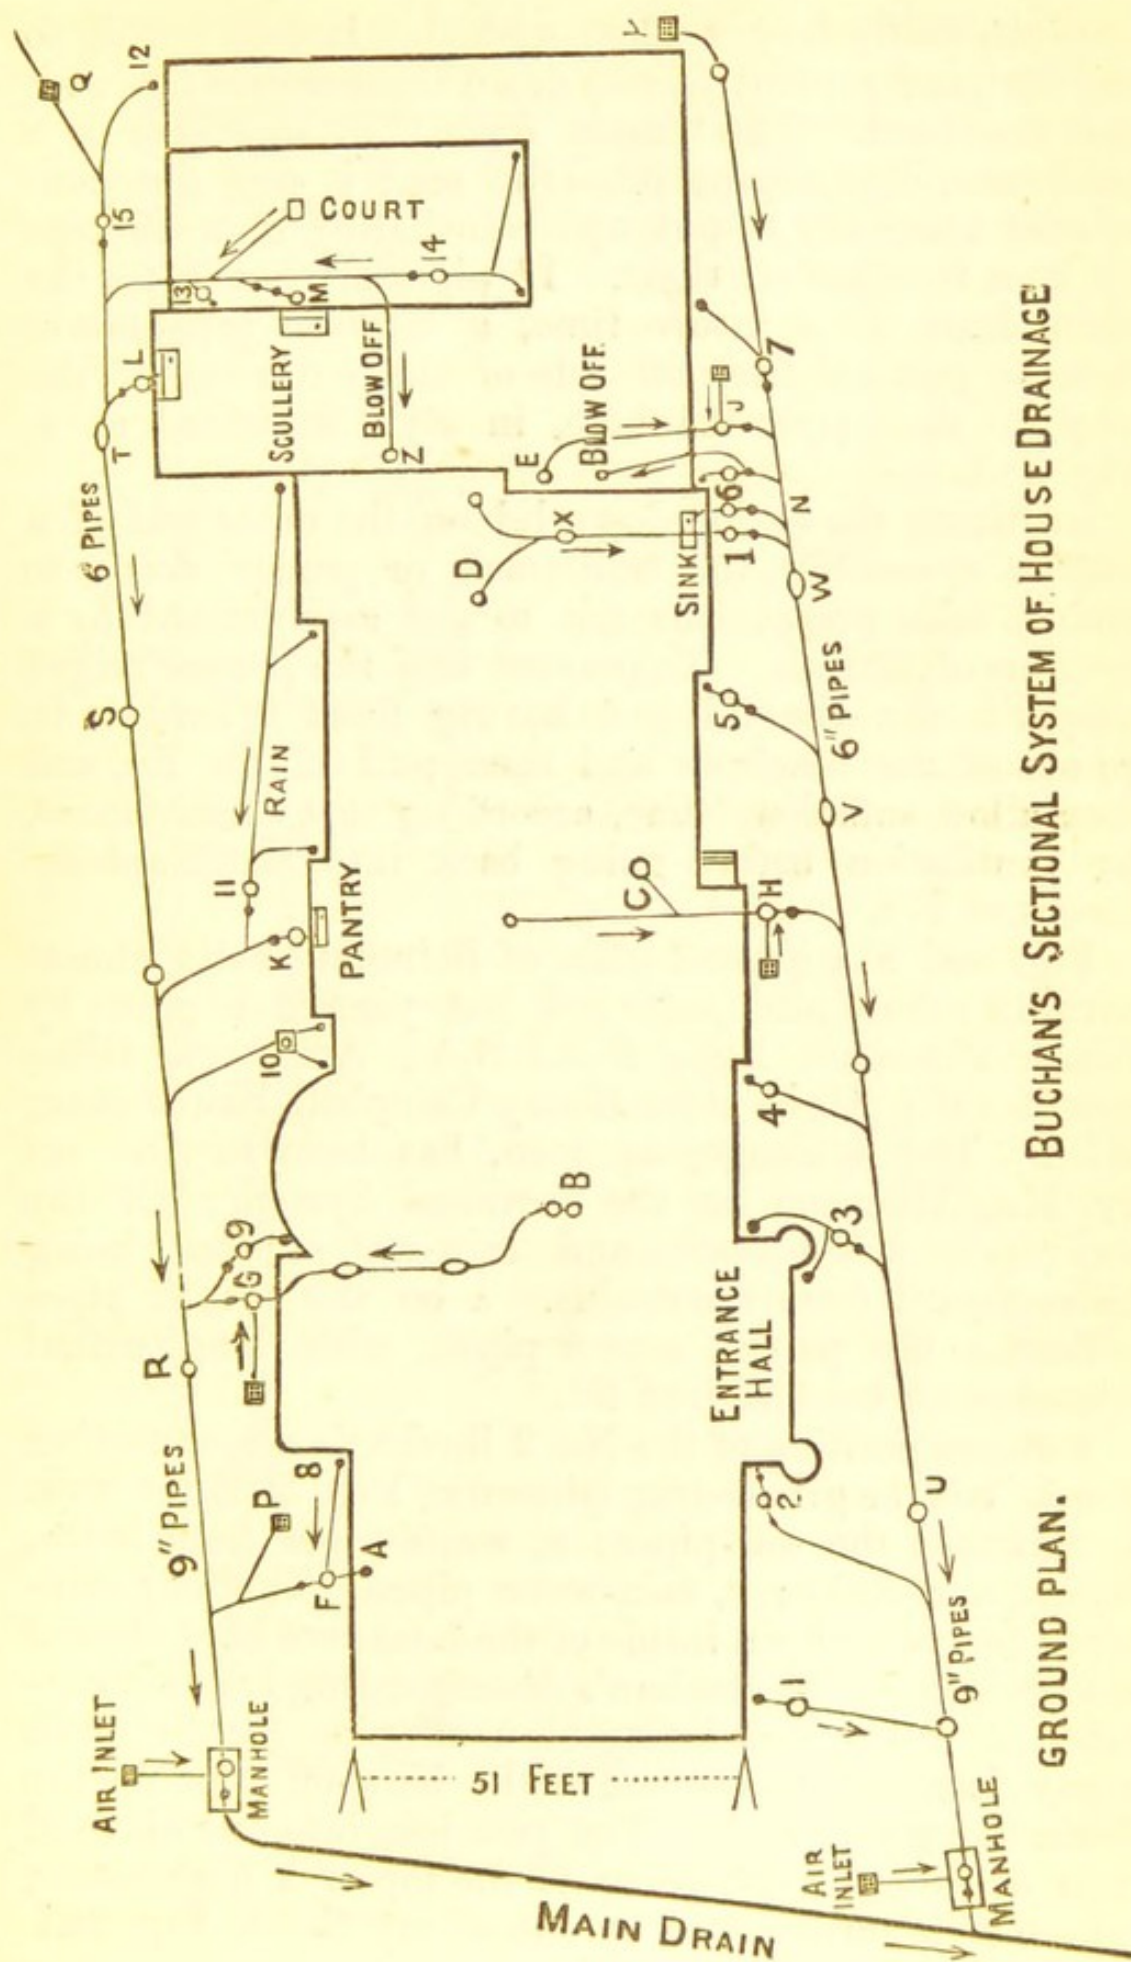 Y
Q
12
15
COURT
13
M
14
L
T
SCULLERY
BLOW OFF
Z
7
E
BLOW OFF
J
6
N
6" PIPES
D
X
SINK
1
W
S
5
6" PIPES
RAIN
V
11
K
PANTRY
C
H
10
4
9
G
B
3
R
ENTRANCE
HALL
9" PIPES
P
8
F
A
2
U
1
9" PIPES
AIR INLET
MANHOLE
51 FEET
AIR
INLET
MANHOLE
MAIN DRAIN
GROUND PLAN.
BUCHAN'S SECTIONAL SYSTEM OF HOUSE DRAINAGE